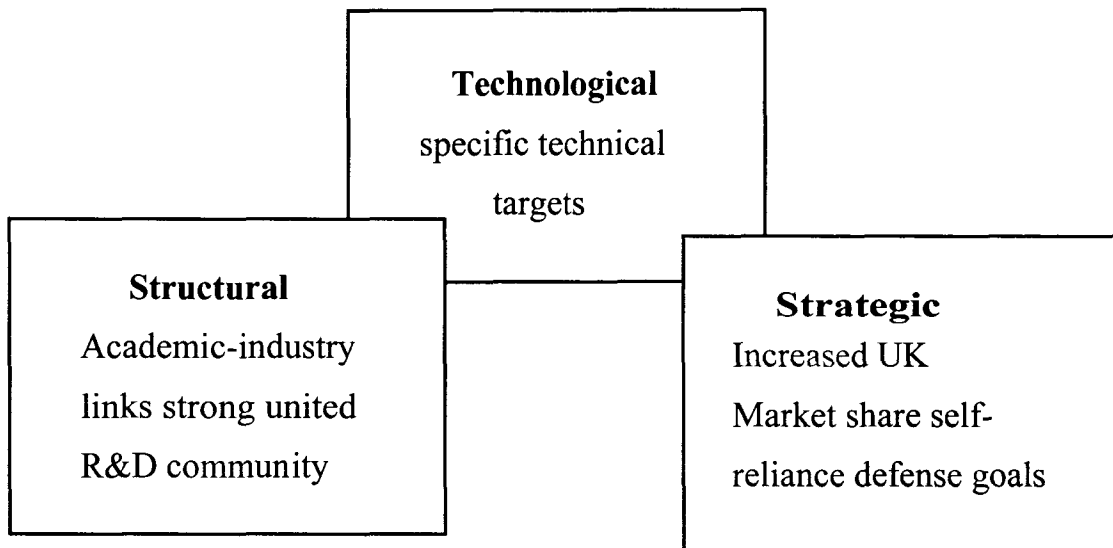 Technological
specific technical
targets
Structural
Academic-industry
links strong united
R&D community
Strategic
Increased UK
Market share self-
reliance defense goals